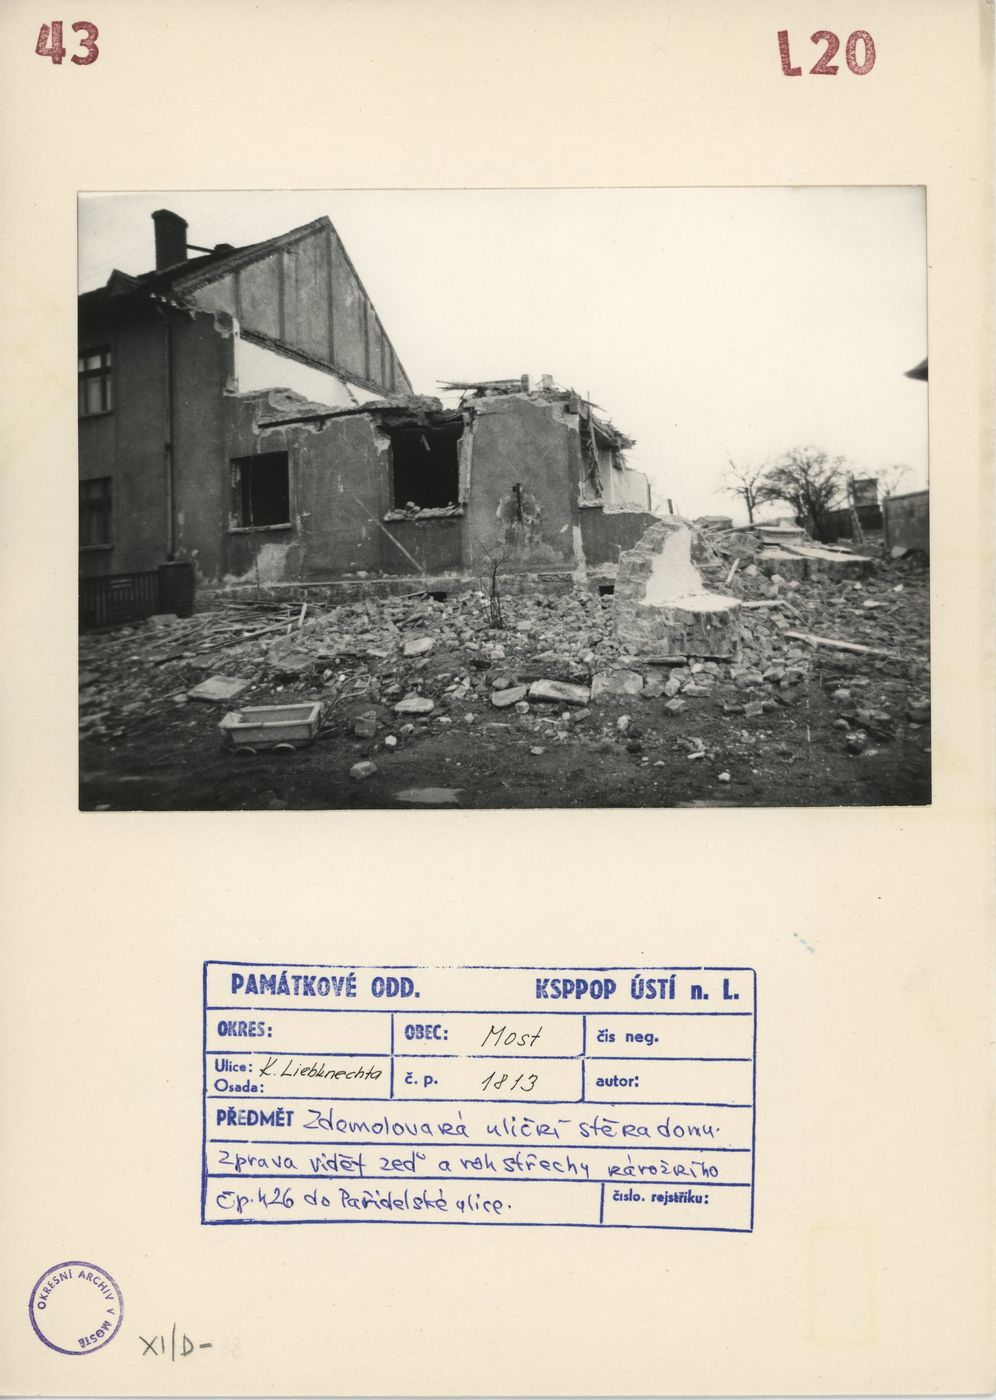 43
L20
PAMÁTKOVÉ ODD. KSPPOP ÚSTÍ n. L.
OKRES: OBEC: Most čis neg.
Ulice: K. Liebknechta
Osada:
č. p. 1813 autor:
PŘEDMĚT Zdemolovaná uliční stěna domu.
Zprava vidět zeď a roh střechy nárožního
čp. 426 do Pařidelské ulice. číslo. rejstříku:
OKRESNÍ ARCHIV V MOSTĚ
XI/D-